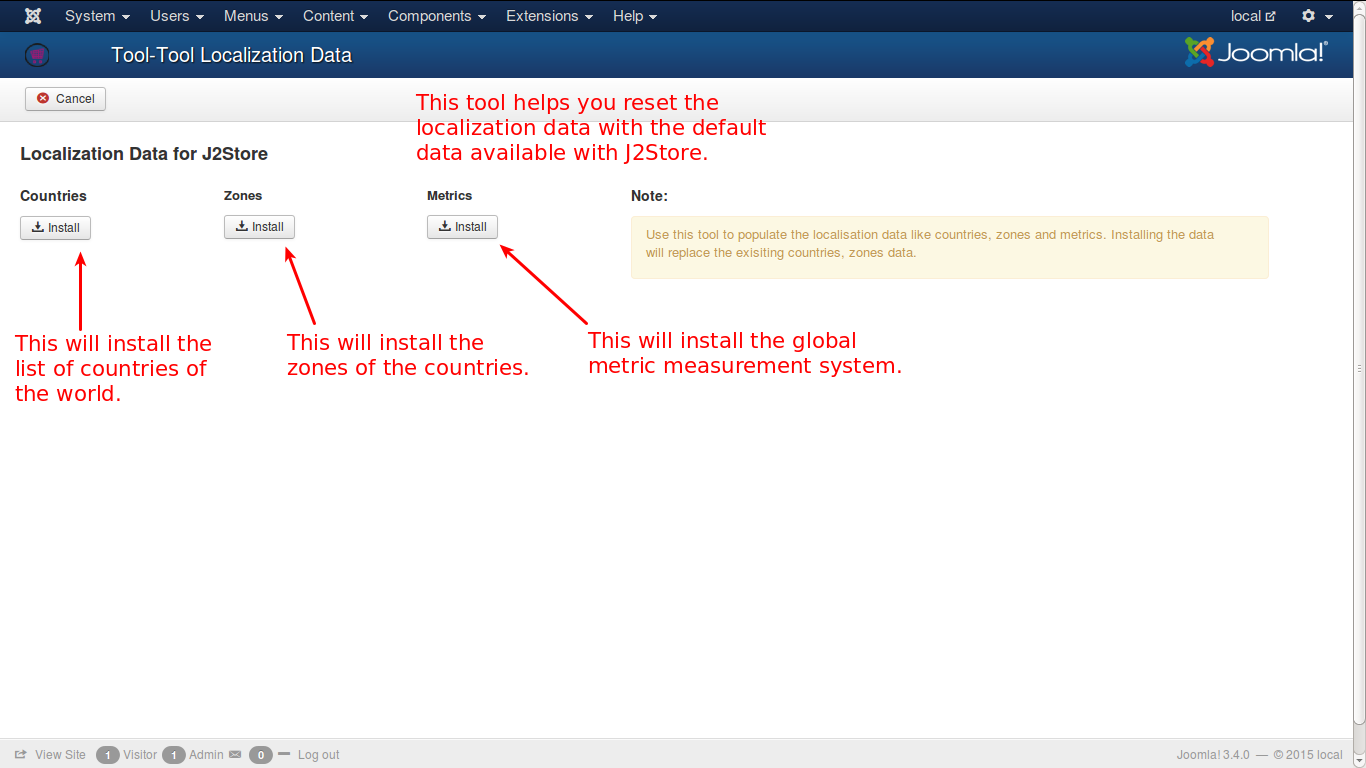 System Users Menus Content Components Extensions Help local
Tool-Tool Localization Data Joomla!®
Cancel
This tool helps you reset the
localization data with the default
data available with J2Store.
Localization Data for J2Store
Countries Zones Metrics Note:
Install Install Install
Use this tool to populate the localisation data like countries, zones and metrics. Installing the data
will replace the exisiting countries, zones data.
This will install the
list of countries of
the world.
This will install the
zones of the countries.
This will install the global
metric measurement system.
View Site 1 Visitor 1 Admin 0 Log out Joomla! 3.4.0 — © 2015 local